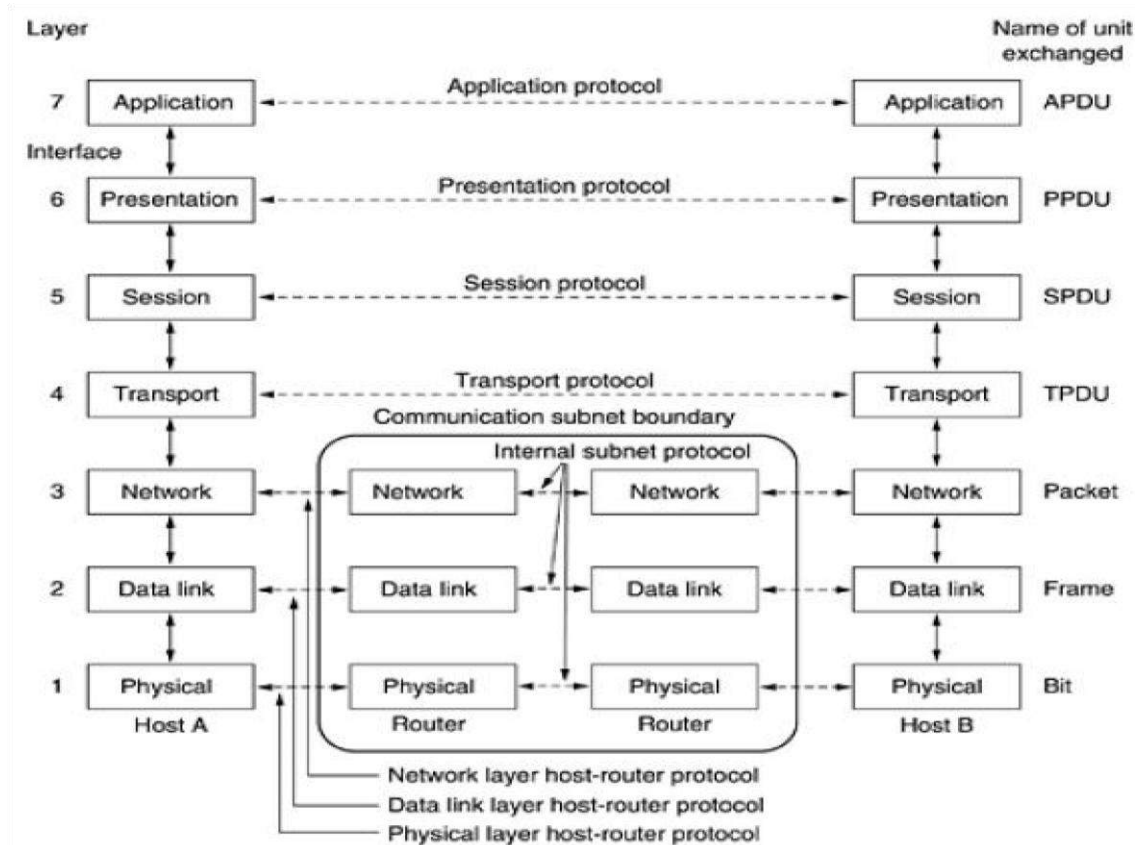 Layer
Name of unit
exchanged
Application protocol
7 Application Application APDU
Interface
Presentation protocol
6 Presentation Presentation PPDU
Session protocol
5 Session Session SPDU
Transport protocol
4 Transport Transport TPDU
Communication subnet boundary
Internal subnet protocol
3 Network Network Network Network Packet
2 Data link Data link Data link Data link Frame
1 Physical Physical Physical Physical Bit
Host A Router Router Host B
Network layer host-router protocol
Data link layer host-router protocol
Physical layer host-router protocol